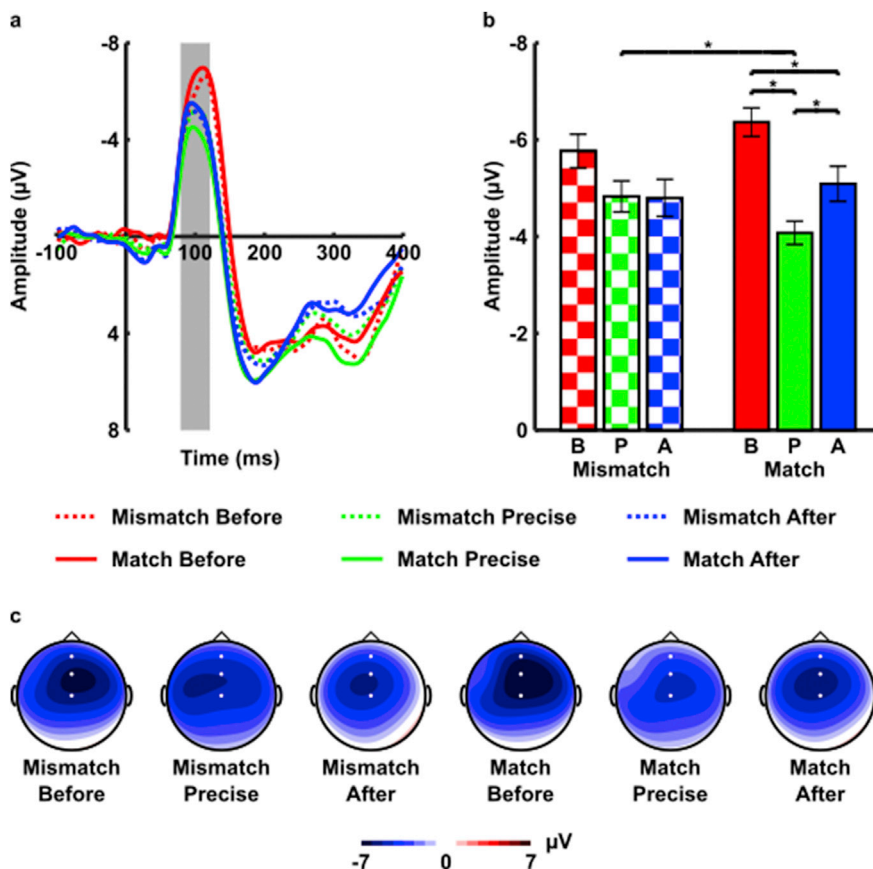 a
-8
-4
Amplitude (µV)
-100
100
200
300
400
4
8
Time (ms)
b
-8
*
*
*
*
-6
Amplitude (µV)
-4
-2
0
B P A
Mismatch
B P A
Match
Mismatch Before
Mismatch Precise
Mismatch After
Match Before
Match Precise
Match After
c
Mismatch
Before
Mismatch
Precise
Mismatch
After
Match
Before
Match
Precise
Match
After
µV
-7
0
7